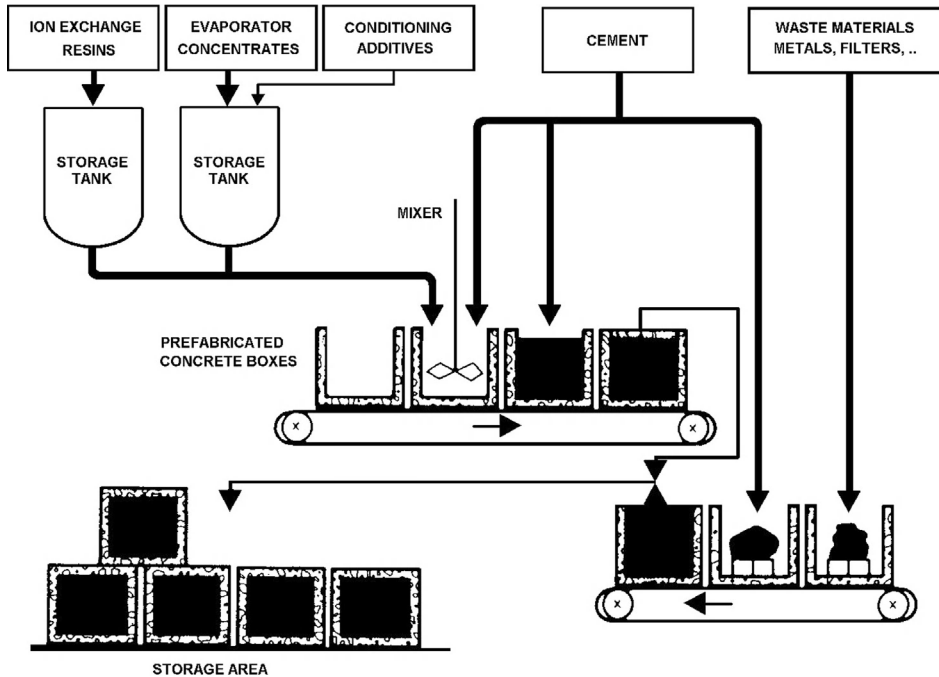 ION EXCHANGE
RESINS
EVAPORATOR
CONCENTRATES
CONDITIONING
ADDITIVES
CEMENT
WASTE MATERIALS
METALS, FILTERS, ..
STORAGE
TANK
STORAGE
TANK
MIXER
PREFABRICATED
CONCRETE BOXES
x
x
x
x
STORAGE AREA